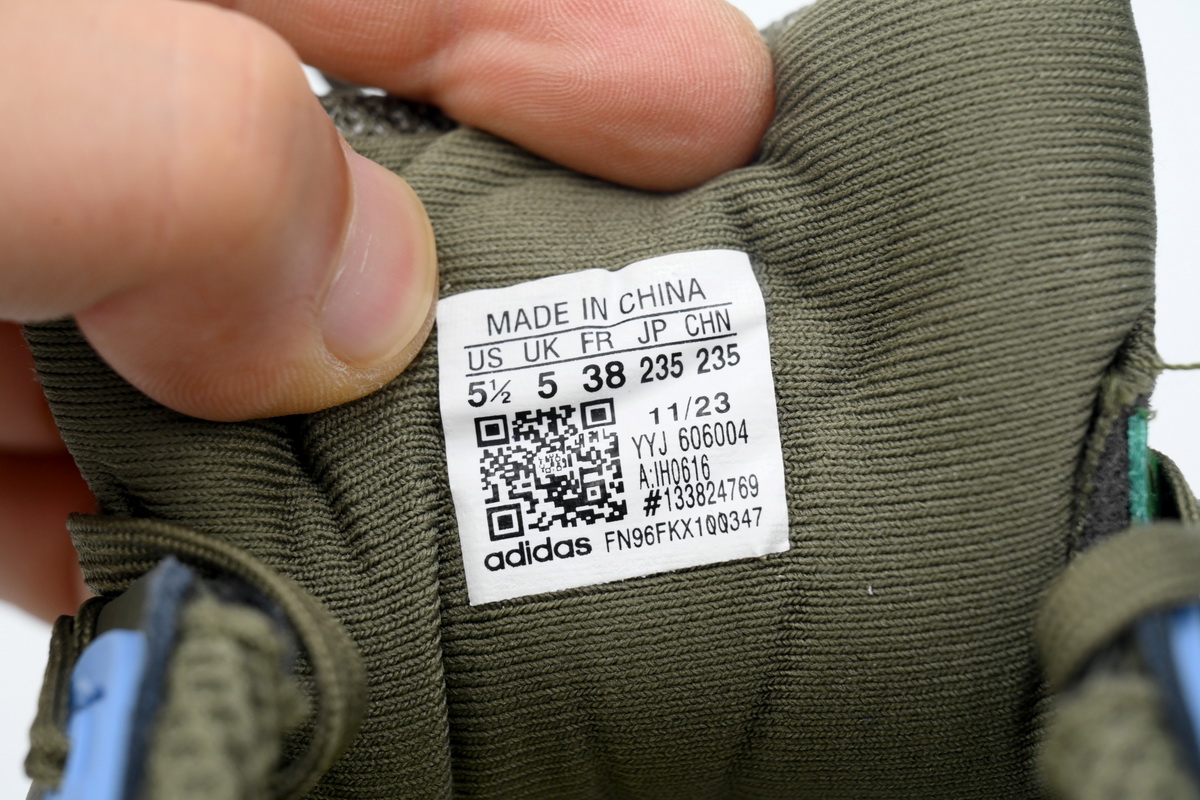 MADE IN CHINA
US UK FR JP CHN
5½ 5 38 235 235
11/23
YYJ 606004
A:IH0616
#133824769
adidas FN96FKX100347